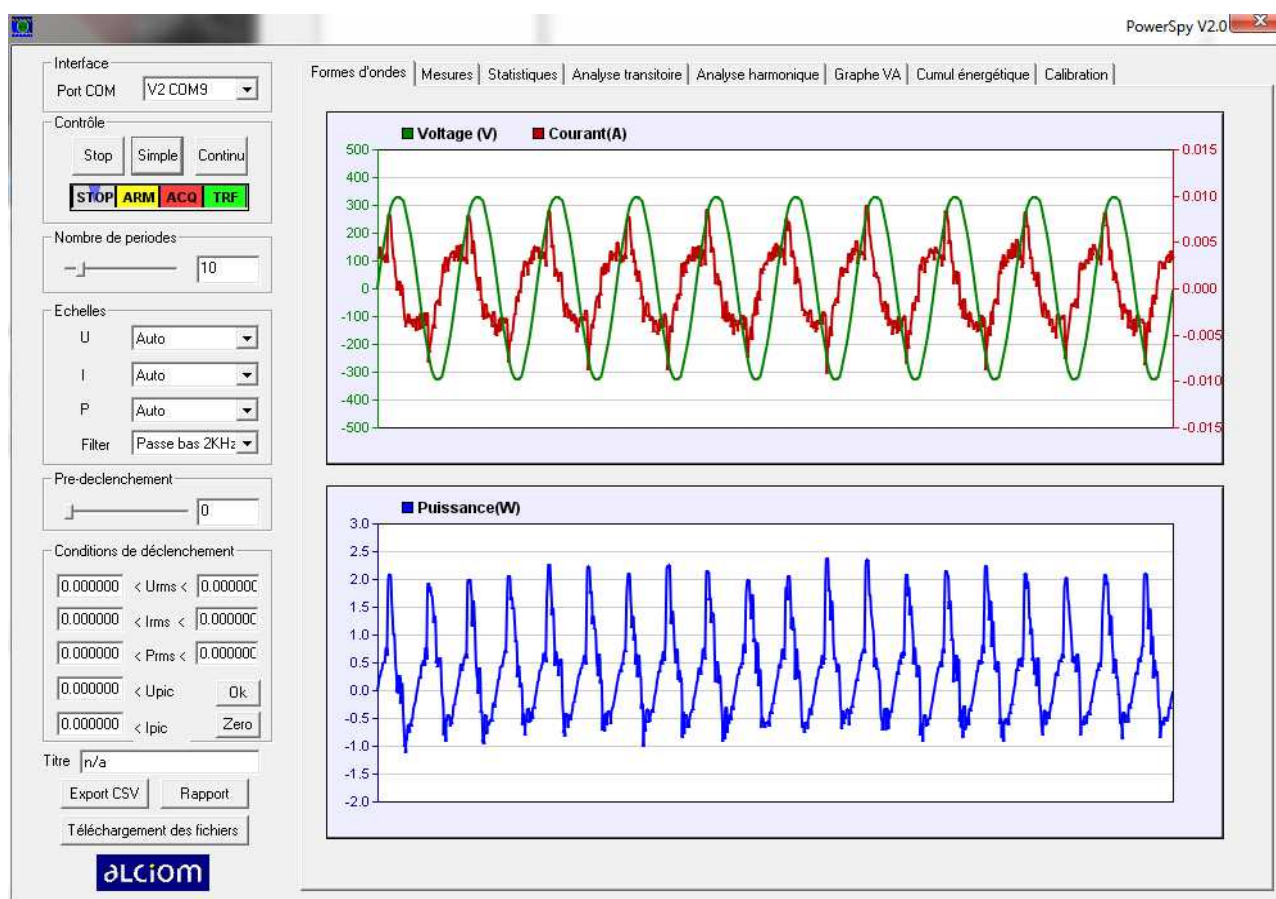 PowerSpy V2.0
Interface
Port COM V2 COM9
Contrôle
Stop Simple Continu
STOP ARM ACQ TRF
Nombre de periodes
10
Echelles
U Auto
I Auto
P Auto
Filter Passe bas 2KHz
Pre-declenchement
0
Conditions de déclenchement
0.000000 < Urms < 0.00000C
0.000000 < Irms < 0.00000C
0.000000 < Prms < 0.00000C
0.000000 < Upic Ok
0.000000 < Ipic Zero
Titre n/a
Export CSV Rapport
Téléchargement des fichiers
aLCiom
Formes d'ondes Mesures Statistiques Analyse transitoire Analyse harmonique Graphe VA Cumul énergétique Calibration
Voltage (V) Courant(A)
500 0.015
400
300 0.010
200
100 0.005
0 0.000
-100
-200 -0.005
-300
-400 -0.010
-500 -0.015
Puissance(W)
3.0
2.5
2.0
1.5
1.0
0.5
0.0
-0.5
-1.0
-1.5
-2.0